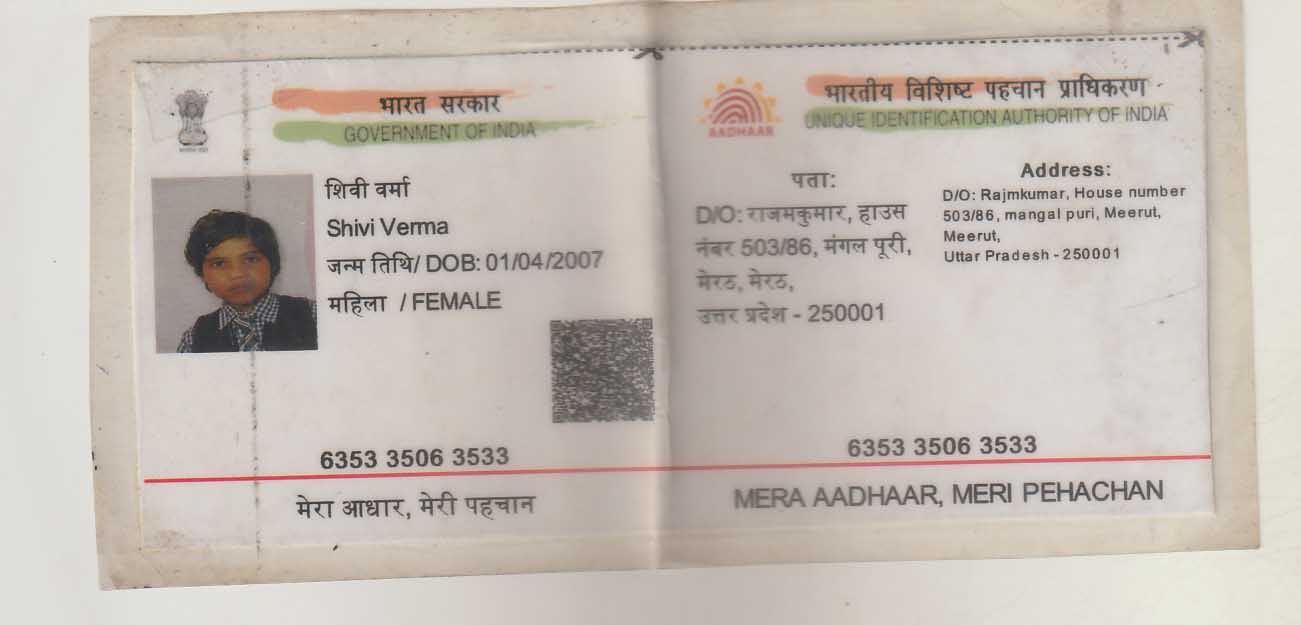 भारत सरकार
GOVERNMENT OF INDIA
शिवी वर्मा
Shivi Verma
जन्म तिथि/ DOB: 01/04/2007
महिला / FEMALE
6353 3506 3533
मेरा आधार, मेरी पहचान
AADHAAR
भारतीय विशिष्ट पहचान प्राधिकरण
UNIQUE IDENTIFICATION AUTHORITY OF INDIA
पता:
D/O: राजमकुमार, हाउस
नंबर 503/86, मंगल पूरी,
मेरठ, मेरठ,
उत्तर प्रदेश - 250001
Address:
D/O: Rajmkumar, House number
503/86, mangal puri, Meerut,
Meerut,
Uttar Pradesh - 250001
6353 3506 3533
MERA AADHAAR, MERI PEHACHAN